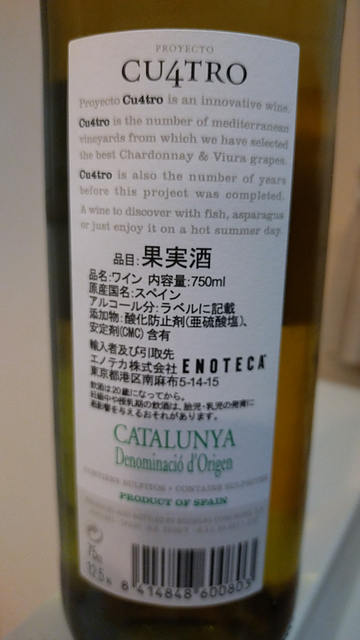 PROYECTO
CU4TRO
Proyecto Cu4tro is an innovative wine.
Cu4tro is the number of mediterranean
vineyards from which we have selected
the best Chardonnay & Viura grapes.
Cu4tro is also the number of years
before this project was completed.
A wine to discover with fish, asparagus
or just enjoy it on a hot summer day.
品目:果実酒
品名:ワイン 内容量:750ml
原産国名:スペイン
アルコール分:ラベルに記載
添加物:酸化防止剤(亜硫酸塩)、
安定剤(CMC) 含有
輸入者及び引取先
エノテカ株式会社 ENOTECA
東京都港区南麻布5-14-15
飲酒は20歳になってから。
妊娠中や授乳期の飲酒は、胎児・乳児の発育に
悪影響を与えるおそれがあります。
CATALUNYA
Denominació d'Origen
CONTIENE SULFITOS • CONTAINS SULPHITES
PRODUCT OF SPAIN
75cl
12,5%
8 414848 600803